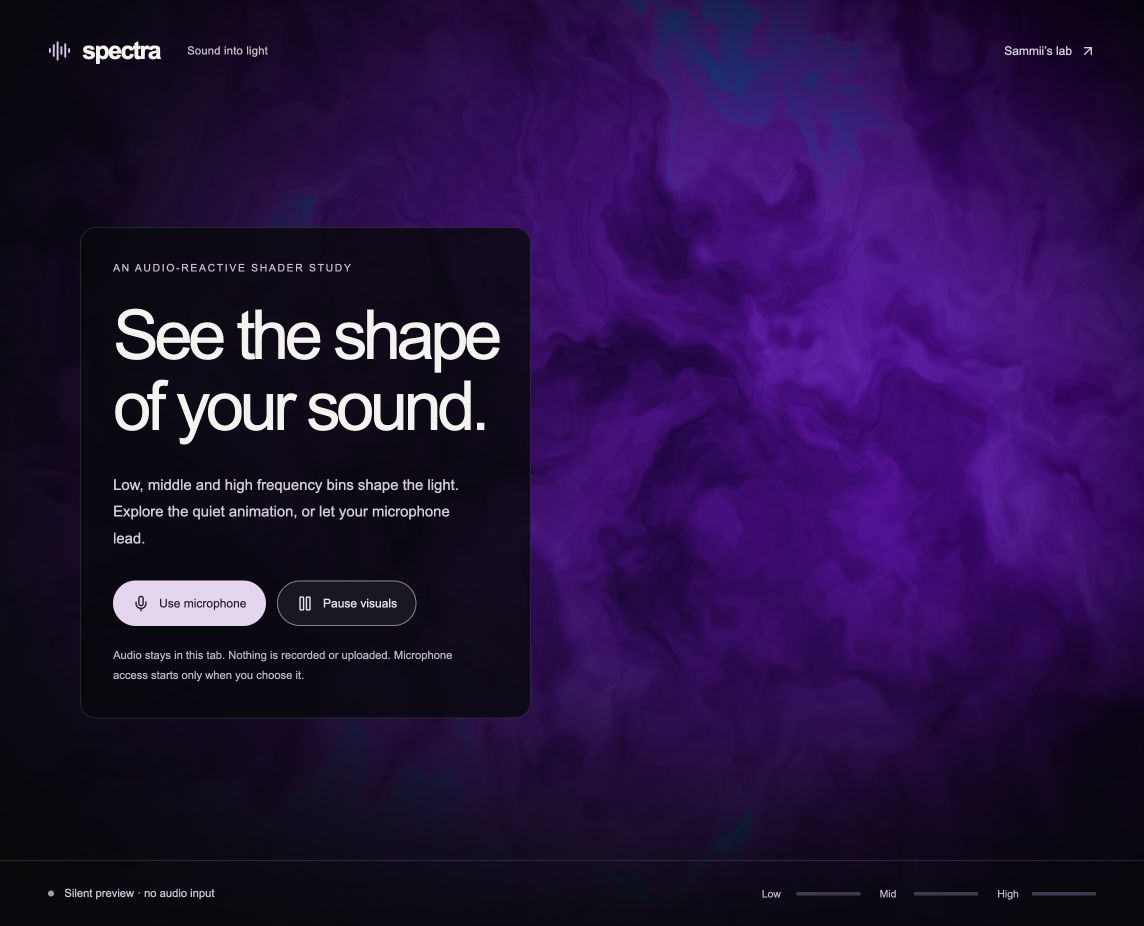 spectra
Sound into light
Sammii's lab
AN AUDIO-REACTIVE SHADER STUDY
See the shape
of your sound.
Low, middle and high frequency bins shape the light.
Explore the quiet animation, or let your microphone
lead.
Use microphone
Pause visuals
Audio stays in this tab. Nothing is recorded or uploaded. Microphone
access starts only when you choose it.
Silent preview · no audio input
Low
Mid
High